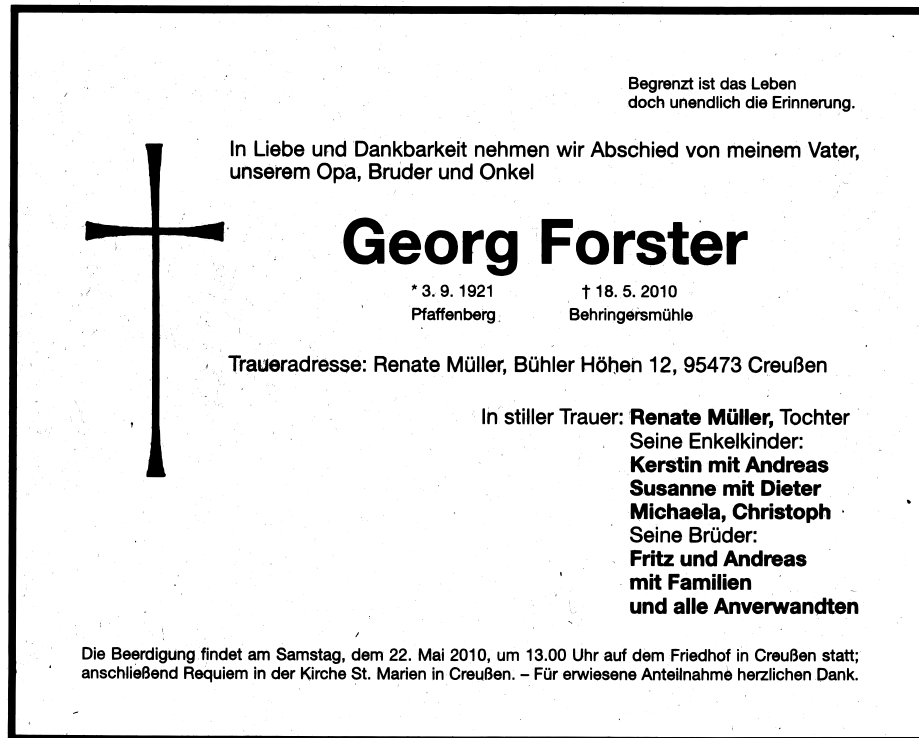 Begrenzt ist das Leben
doch unendlich die Erinnerung.
In Liebe und Dankbarkeit nehmen wir Abschied von meinem Vater,
unserem Opa, Bruder und Onkel
Georg Forster
* 3. 9. 1921 † 18. 5. 2010
Pfaffenberg Behringersmühle
Traueradresse: Renate Müller, Bühler Höhen 12, 95473 Creußen
In stiller Trauer: Renate Müller, Tochter
Seine Enkelkinder:
Kerstin mit Andreas
Susanne mit Dieter
Michaela, Christoph
Seine Brüder:
Fritz und Andreas
mit Familien
und alle Anverwandten
Die Beerdigung findet am Samstag, dem 22. Mai 2010, um 13.00 Uhr auf dem Friedhof in Creußen statt;
anschließend Requiem in der Kirche St. Marien in Creußen. – Für erwiesene Anteilnahme herzlichen Dank.